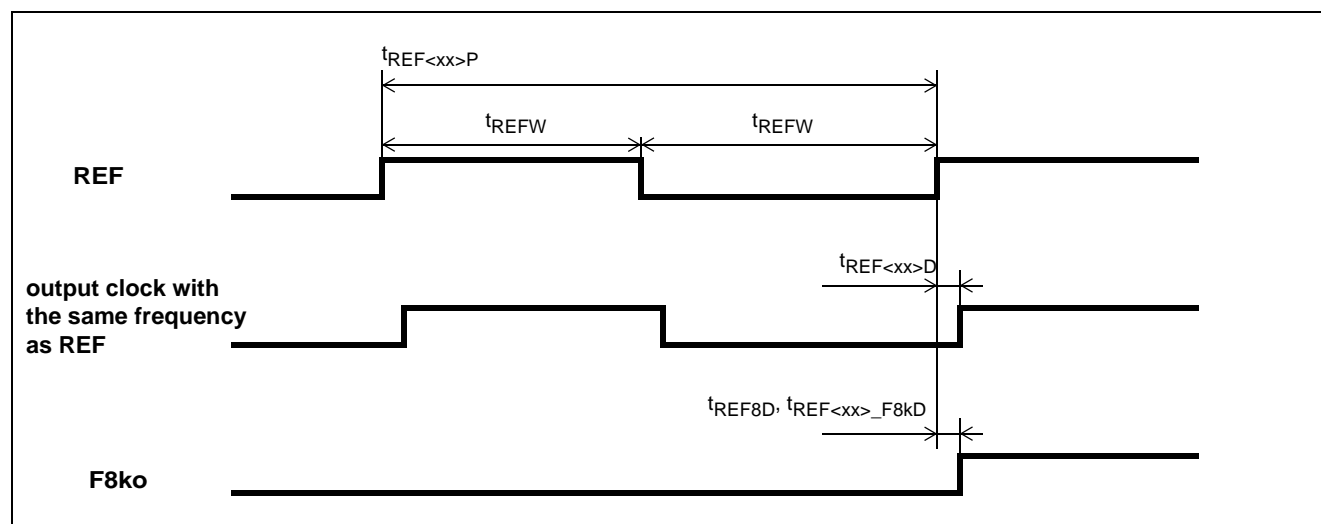 tREF<xx>P
tREFW tREFW
REF
tREF<xx>D
output clock with
the same frequency
as REF
tREF8D, tREF<xx>_F8kD
F8ko